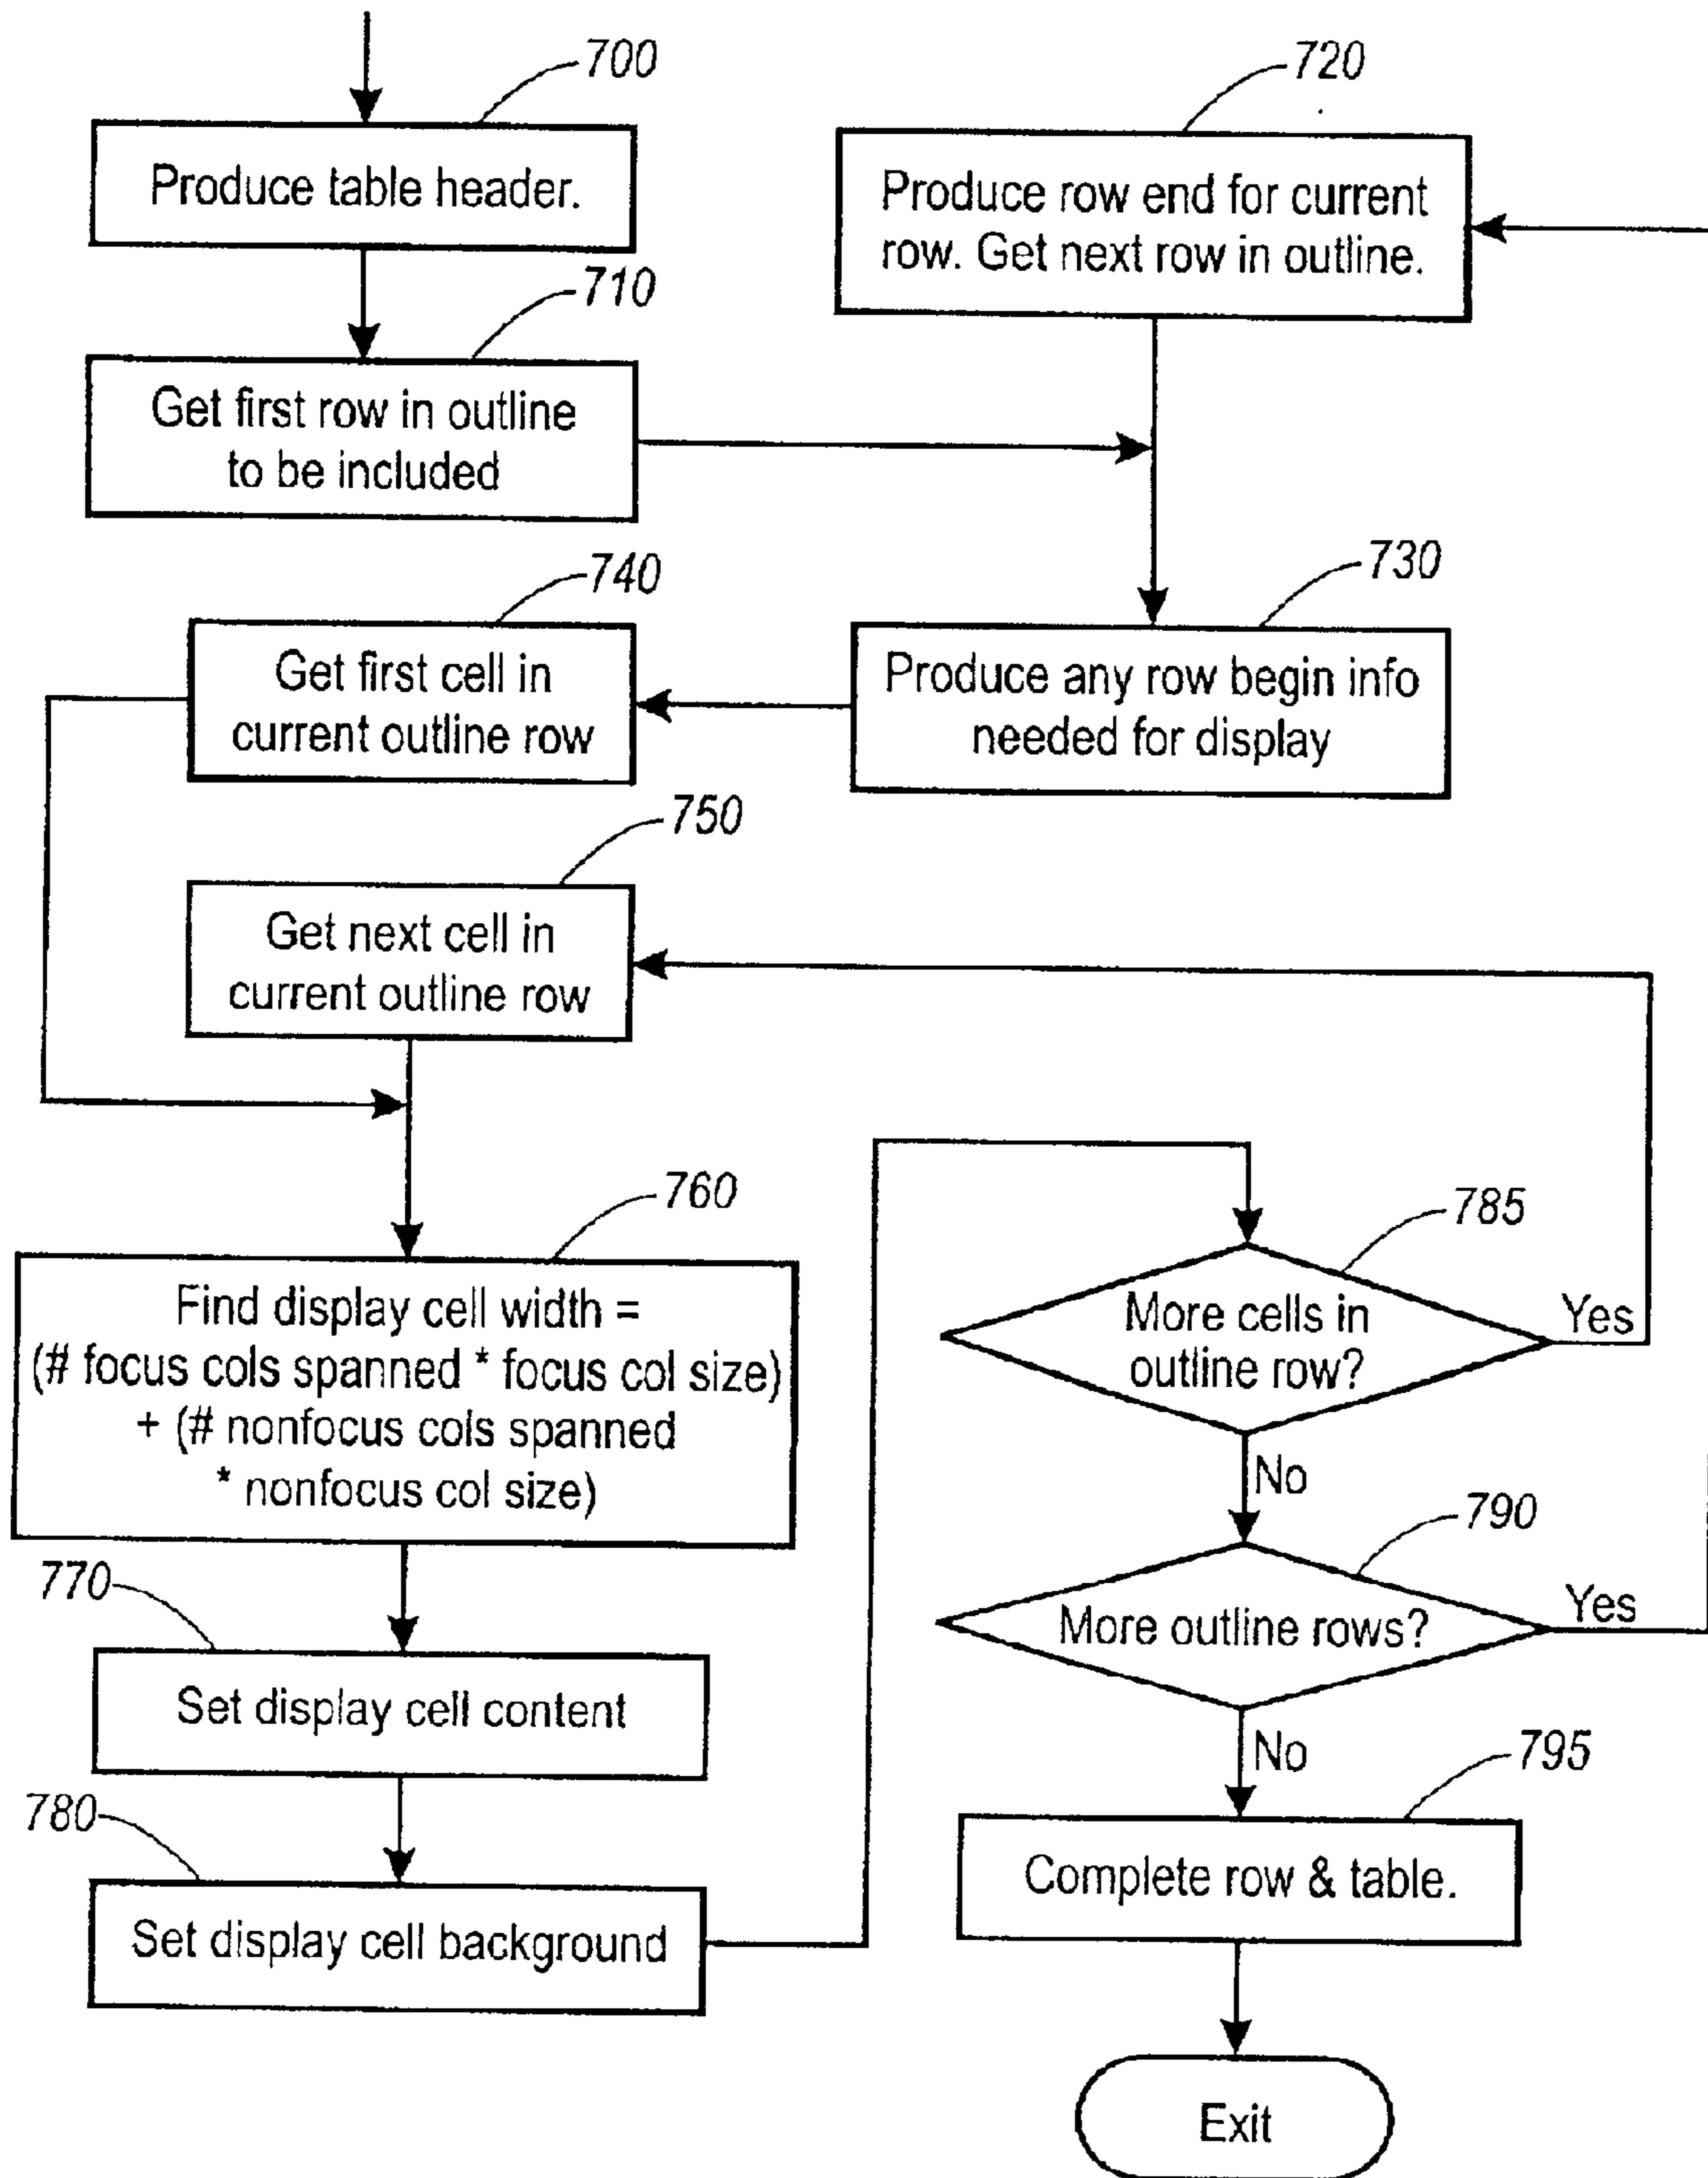 700
Produce table header.
710
Get first row in outline
to be included
720
Produce row end for current
row. Get next row in outline.
730
Produce any row begin info
needed for display
740
Get first cell in
current outline row
750
Get next cell in
current outline row
760
Find display cell width =
(# focus cols spanned * focus col size)
+ (# nonfocus cols spanned
* nonfocus col size)
770
Set display cell content
780
Set display cell background
785
More cells in
outline row?
Yes
No
790
More outline rows?
Yes
No
795
Complete row & table.
Exit